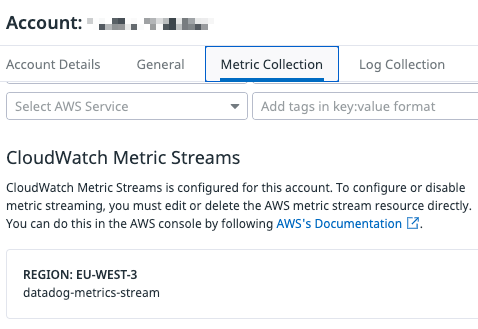 Account:
Account Details General Metric Collection Log Collection
Select AWS Service Add tags in key:value format
CloudWatch Metric Streams
CloudWatch Metric Streams is configured for this account. To configure or disable
metric streaming, you must edit or delete the AWS metric stream resource directly.
You can do this in the AWS console by following AWS's Documentation.
REGION: EU-WEST-3
datadog-metrics-stream